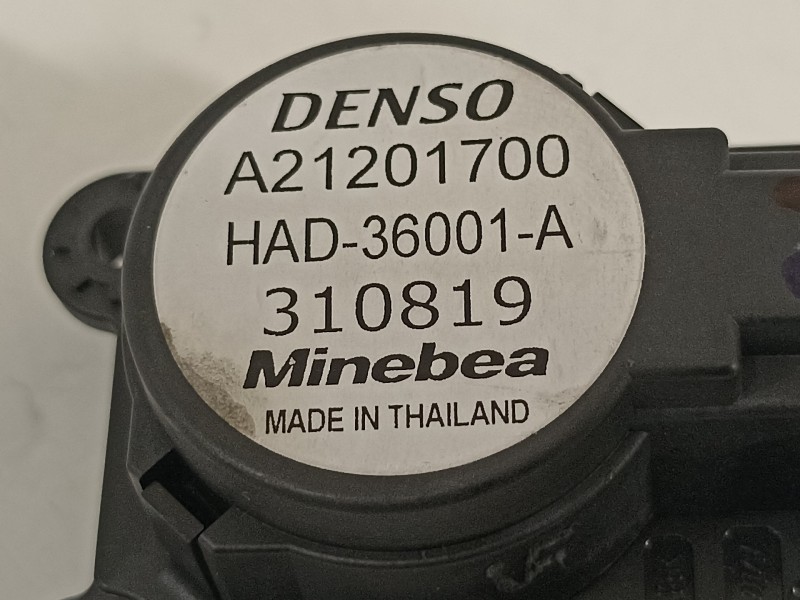 DENSO
A21201700
HAD-36001-A
310819
Minebea
MADE IN THAILAND